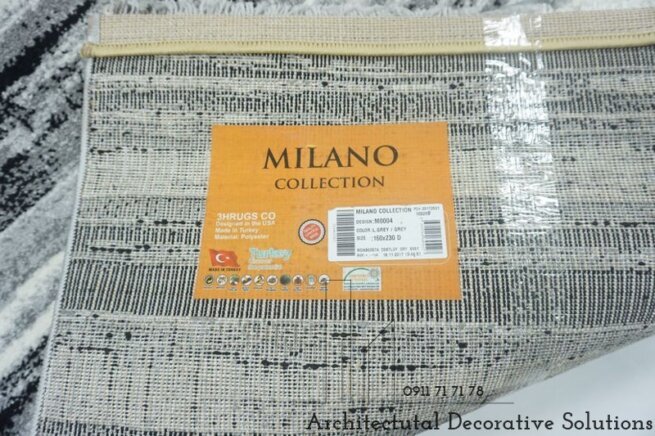 MILANO
COLLECTION
3HRUGS CO
Designed in the USA
Made in Turkey
Material: Polyester
MADE IN TURKEY
Turkey
MILANO COLLECTION
DESIGN :M0004
COLOR :L.GREY / GREY
SIZE :160x230 D
0911 71 71 78
Architectutal Decorative Solutions